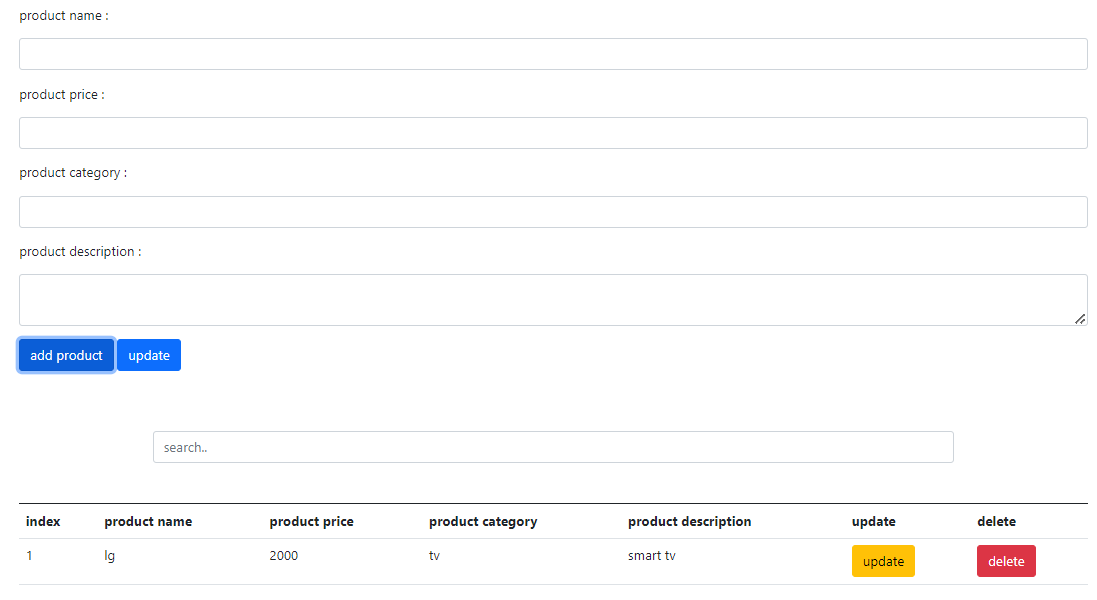 product name :
product price :
product category :
product description :
add product update
search..
index product name product price product category product description update delete
1 lg 2000 tv smart tv update delete